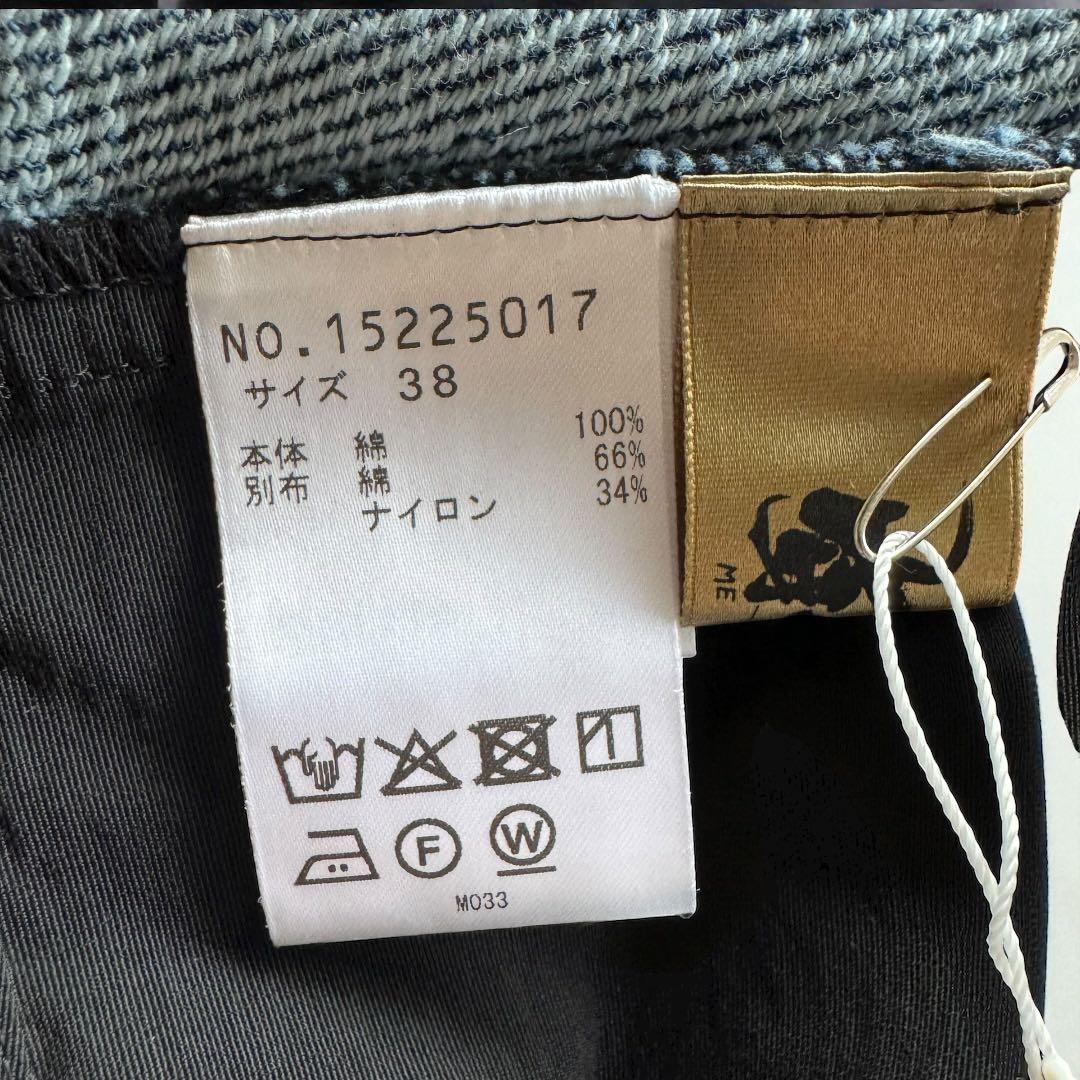 NO.15225017
サイズ 38
本体 綿 100%
別布 綿 66%
ナイロン 34%
F W
M033
ME